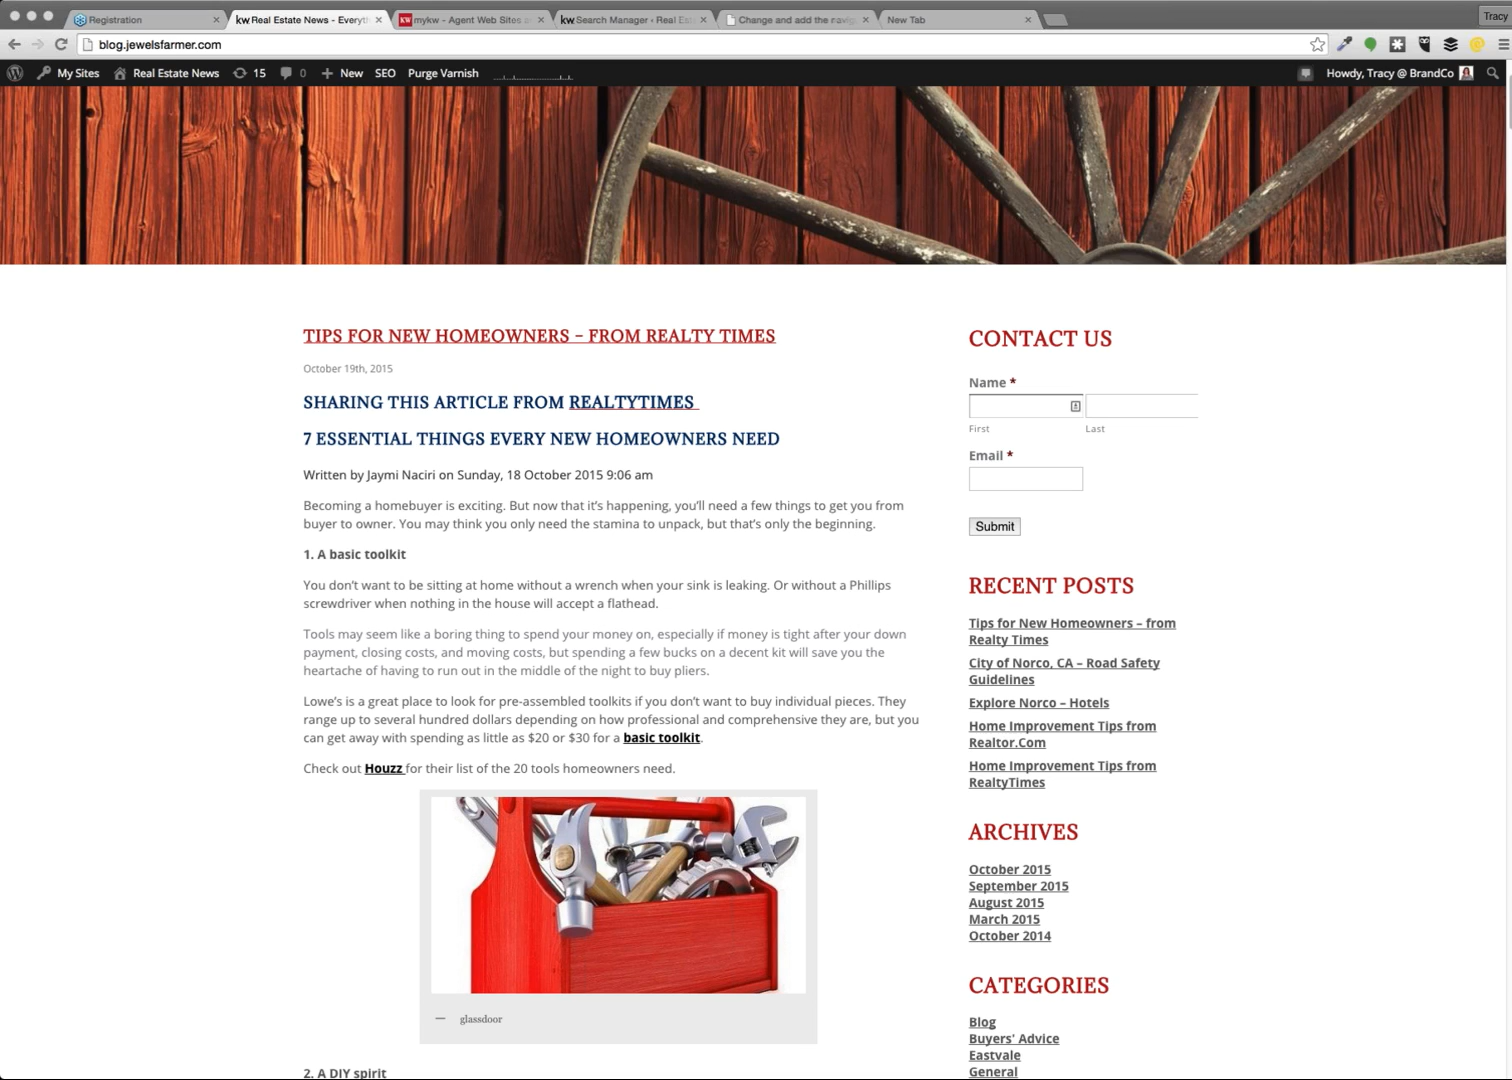 Registration
kw Real Estate News - Everyth
mykw - Agent Web Sites a
kw Search Manager ‹ Real Est
Change and add the navig
New Tab
Tracy
blog.jewelsfarmer.com
My Sites
Real Estate News
15
0
New
SEO
Purge Varnish
Howdy, Tracy @ BrandCo
TIPS FOR NEW HOMEOWNERS – FROM REALTY TIMES
October 19th, 2015
SHARING THIS ARTICLE FROM REALTYTIMES
7 ESSENTIAL THINGS EVERY NEW HOMEOWNERS NEED
Written by Jaymi Naciri on Sunday, 18 October 2015 9:06 am
Becoming a homebuyer is exciting. But now that it’s happening, you’ll need a few things to get you from
buyer to owner. You may think you only need the stamina to unpack, but that’s only the beginning.
1. A basic toolkit
You don’t want to be sitting at home without a wrench when your sink is leaking. Or without a Phillips
screwdriver when nothing in the house will accept a flathead.
Tools may seem like a boring thing to spend your money on, especially if money is tight after your down
payment, closing costs, and moving costs, but spending a few bucks on a decent kit will save you the
heartache of having to run out in the middle of the night to buy pliers.
Lowe’s is a great place to look for pre-assembled toolkits if you don’t want to buy individual pieces. They
range up to several hundred dollars depending on how professional and comprehensive they are, but you
can get away with spending as little as $20 or $30 for a basic toolkit.
Check out Houzz for their list of the 20 tools homeowners need.
— glassdoor
2. A DIY spirit
CONTACT US
Name *
First
Last
Email *
Submit
RECENT POSTS
Tips for New Homeowners – from
Realty Times
City of Norco, CA – Road Safety
Guidelines
Explore Norco – Hotels
Home Improvement Tips from
Realtor.Com
Home Improvement Tips from
RealtyTimes
ARCHIVES
October 2015
September 2015
August 2015
March 2015
October 2014
CATEGORIES
Blog
Buyers' Advice
Eastvale
General